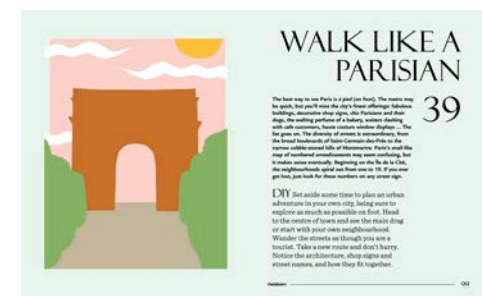 WALK LIKE A
PARISIAN
39
The best way to see Paris is à pied (on foot). The metro may
be quick, but you'll miss the city's finest offerings: fabulous
buildings, decorative shop signs, chic Parisians and their
dogs, the wafting perfume of a bakery, waiters clashing
with cafe customers, haute couture window displays ... The
list goes on. The diversity of streets is extraordinary, from
the broad boulevards of Saint-Germain-des-Prés to the
narrow cobble-stoned hills of Montmartre. Paris's snail-like
map of numbered arrondissements may seem confusing, but
it makes sense eventually. Beginning on the Île de la Cité,
the neighbourhoods spiral out from one to 19. If you ever
get lost, just look for these numbers on any street sign.
DIY Set aside some time to plan an urban
adventure in your own city, being sure to
explore as much as possible on foot. Head
to the centre of town and see the main drag
or start with your own neighbourhood.
Wander the streets as though you are a
tourist. Take a new route and don't hurry.
Notice the architecture, shop signs and
street names, and how they fit together.
99